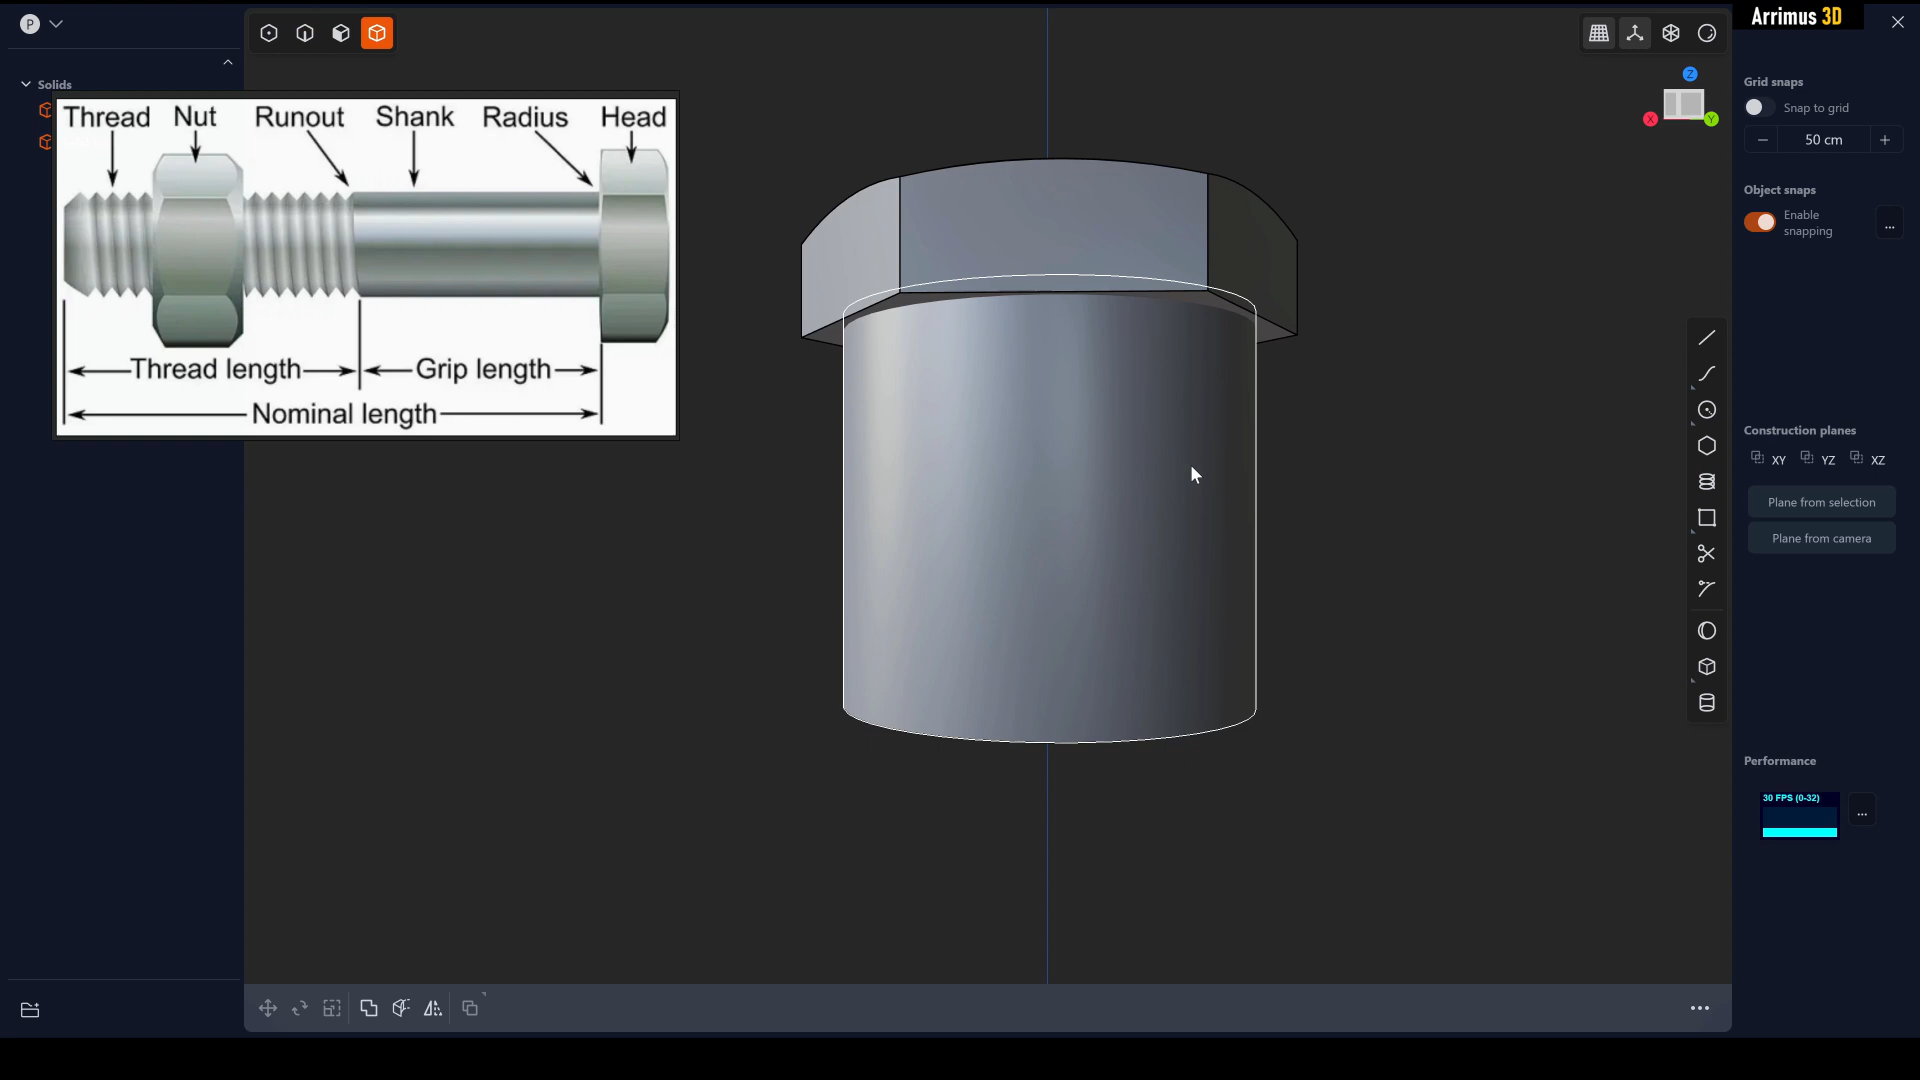 P
Arrimus 3D
Solids
Thread Nut Runout Shank Radius Head
Thread length Grip length
Nominal length
Z
X
Y
Grid snaps
Snap to grid
50 cm
Object snaps
Enable
snapping
...
Construction planes
XY YZ XZ
Plane from selection
Plane from camera
Performance
30 FPS (0-32)
...